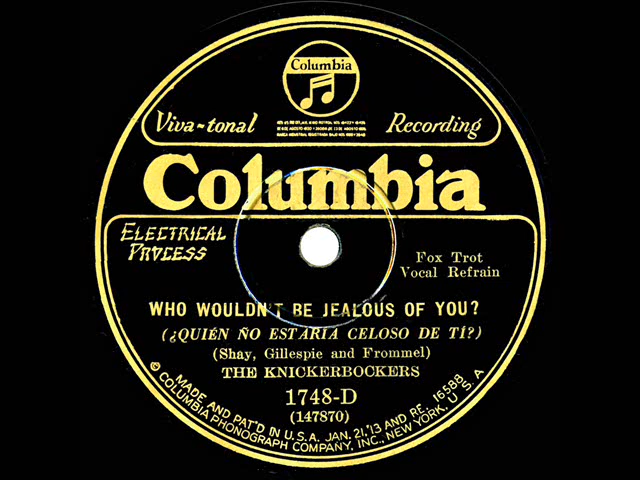 Columbia
Viva-tonal Recording
Columbia
ELECTRICAL
PROCESS
Fox Trot
Vocal Refrain
WHO WOULDN'T BE JEALOUS OF YOU?
(¿QUIÉN ÑO ESTARIA CELOSO DE TÍ?)
(Shay, Gillespie and Frommel)
THE KNICKERBOCKERS
1748-D
(147870)
MADE AND PAT'D IN U.S.A. JAN. 21, '13 AND RE. 16588
© COLUMBIA PHONOGRAPH COMPANY, INC., NEW YORK, U.S.A